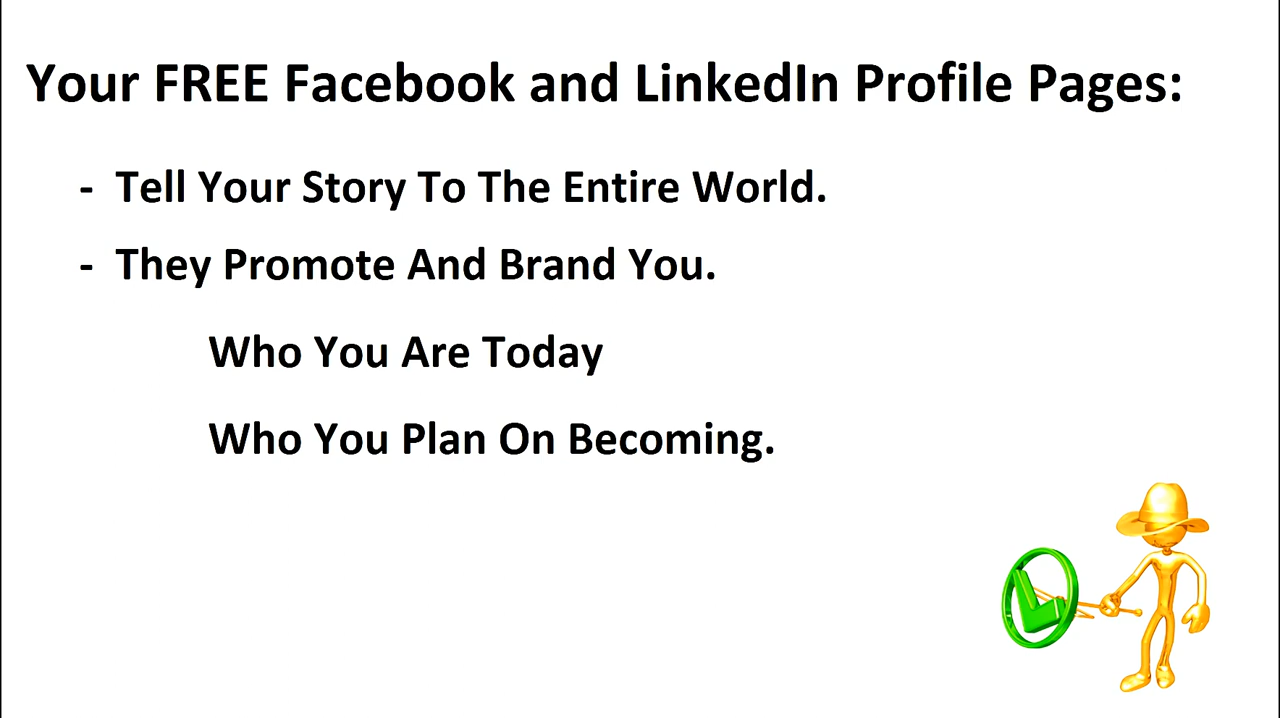 Your FREE Facebook and LinkedIn Profile Pages:
- Tell Your Story To The Entire World.
- They Promote And Brand You.
Who You Are Today
Who You Plan On Becoming.